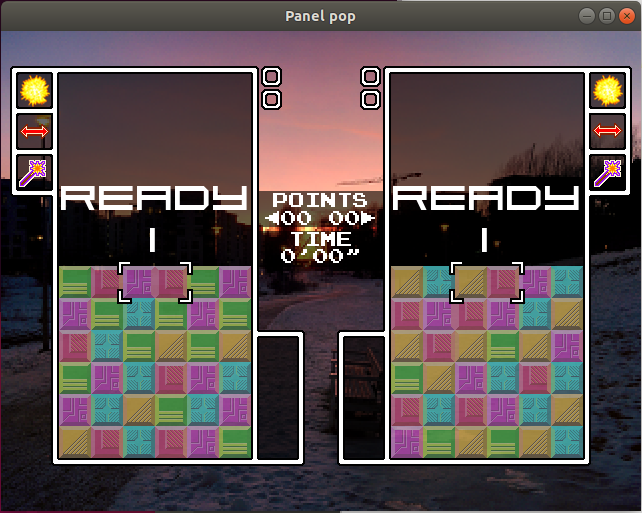 Panel pop
READY
1
READY
1
POINTS
◀00 00▶
TIME
0'00"